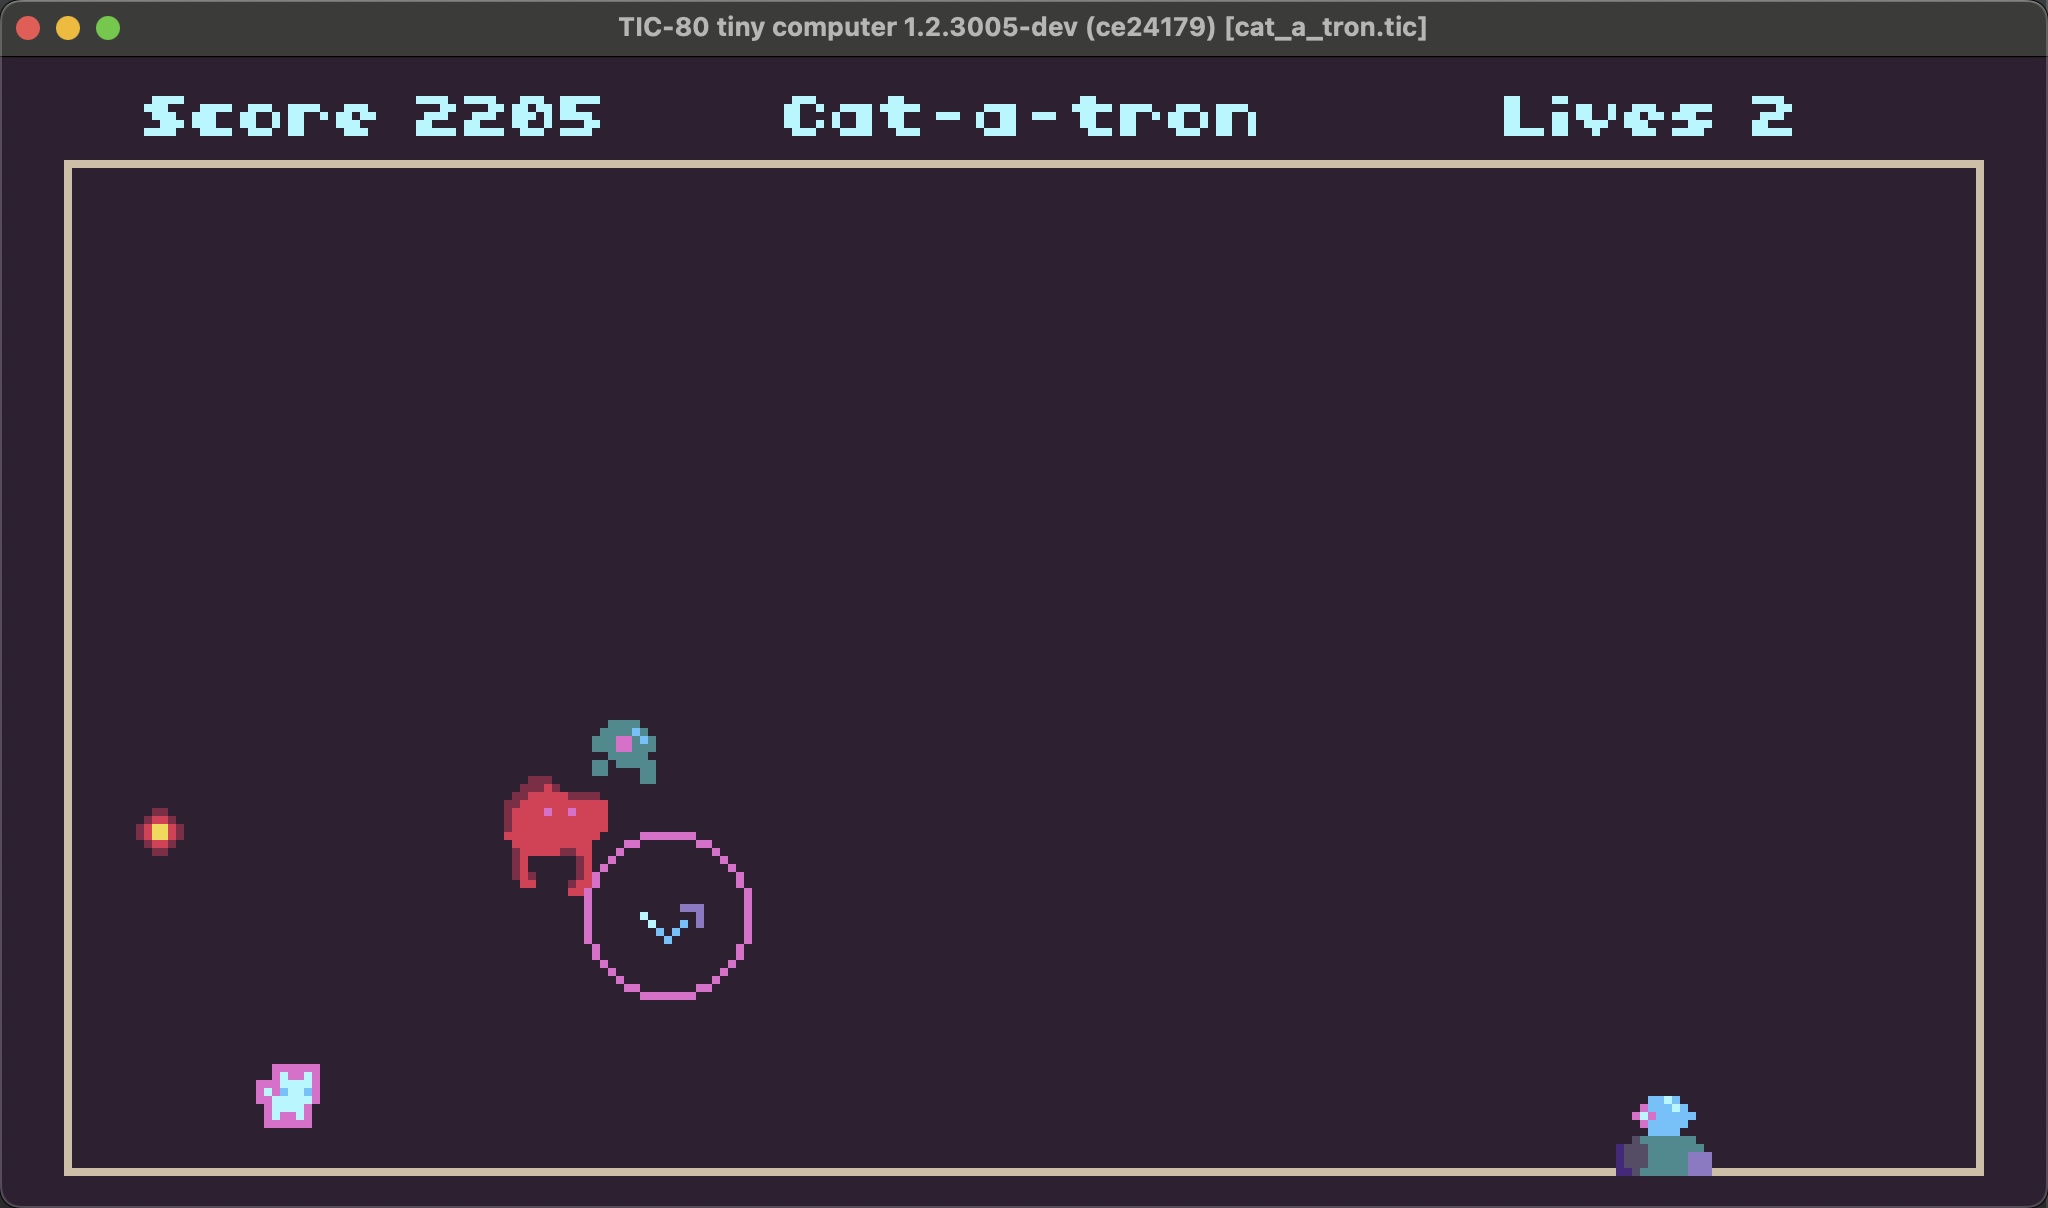 TIC-80 tiny computer 1.2.3005-dev (ce24179) [cat_a_tron.tic]
Score 2205 Cat-a-tron Lives 2